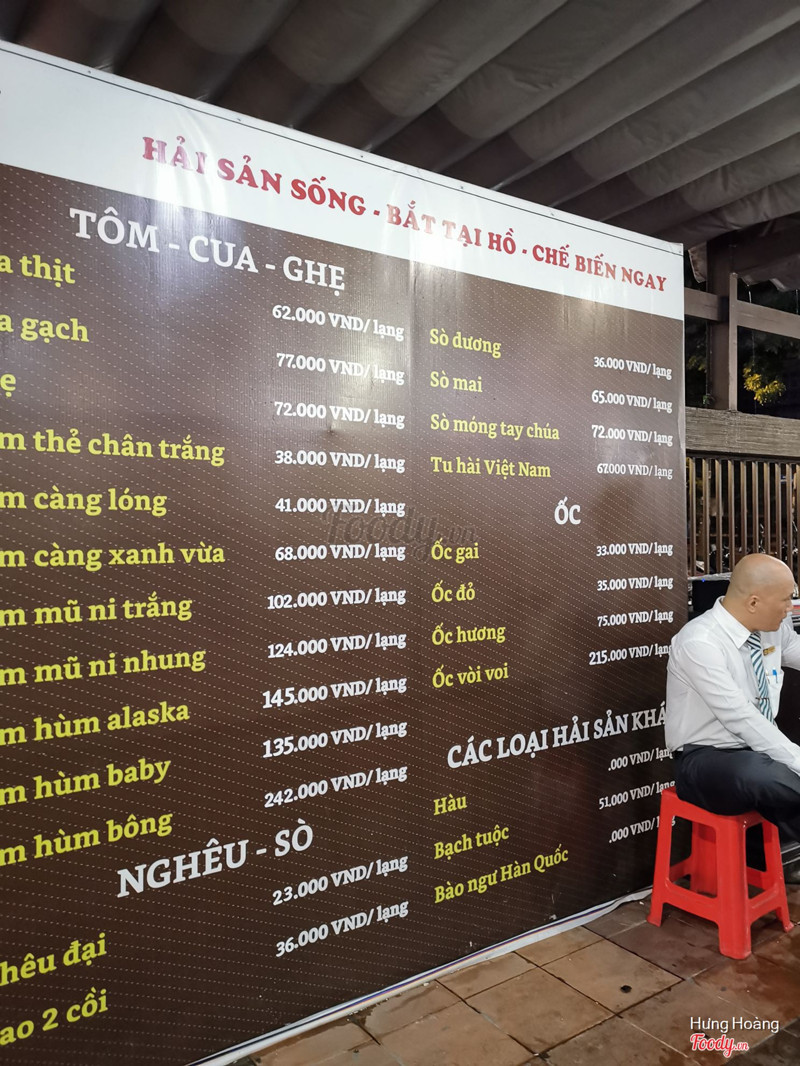 HẢI SẢN SỐNG - BẮT TẠI HỒ - CHẾ BIẾN NGAY
TÔM - CUA - GHẸ
a thịt 62.000 VND/ lạng
a gạch 77.000 VND/ lạng
ẹ 72.000 VND/ lạng
m thẻ chân trắng 38.000 VND/ lạng
m càng lóng 41.000 VND/ lạng
m càng xanh vừa 68.000 VND/ lạng
m mũ ni trắng 102.000 VND/ lạng
m mũ ni nhung 124.000 VND/ lạng
m hùm alaska 145.000 VND/ lạng
m hùm baby 135.000 VND/ lạng
m hùm bông 242.000 VND/ lạng
NGHÊU - SÒ
hêu đại 23.000 VND/ lạng
ao 2 cồi 36.000 VND/ lạng
Sò dương 36.000 VND/ lạng
Sò mai 65.000 VND/ lạng
Sò móng tay chúa 72.000 VND/ lạng
Tu hài Việt Nam 67.000 VND/ lạng
ỐC
Ốc gai 33.000 VND/ lạng
Ốc đỏ 35.000 VND/ lạng
Ốc hương 75.000 VND/ lạng
Ốc vòi voi 215.000 VND/ lạng
CÁC LOẠI HẢI SẢN KHÁ
Hàu .000 VND/ lạng
Bạch tuộc 51.000 VND/ lạng
Bào ngư Hàn Quốc .000 VND/ lạng
Foody.vn
Hưng Hoàng
Foody.vn